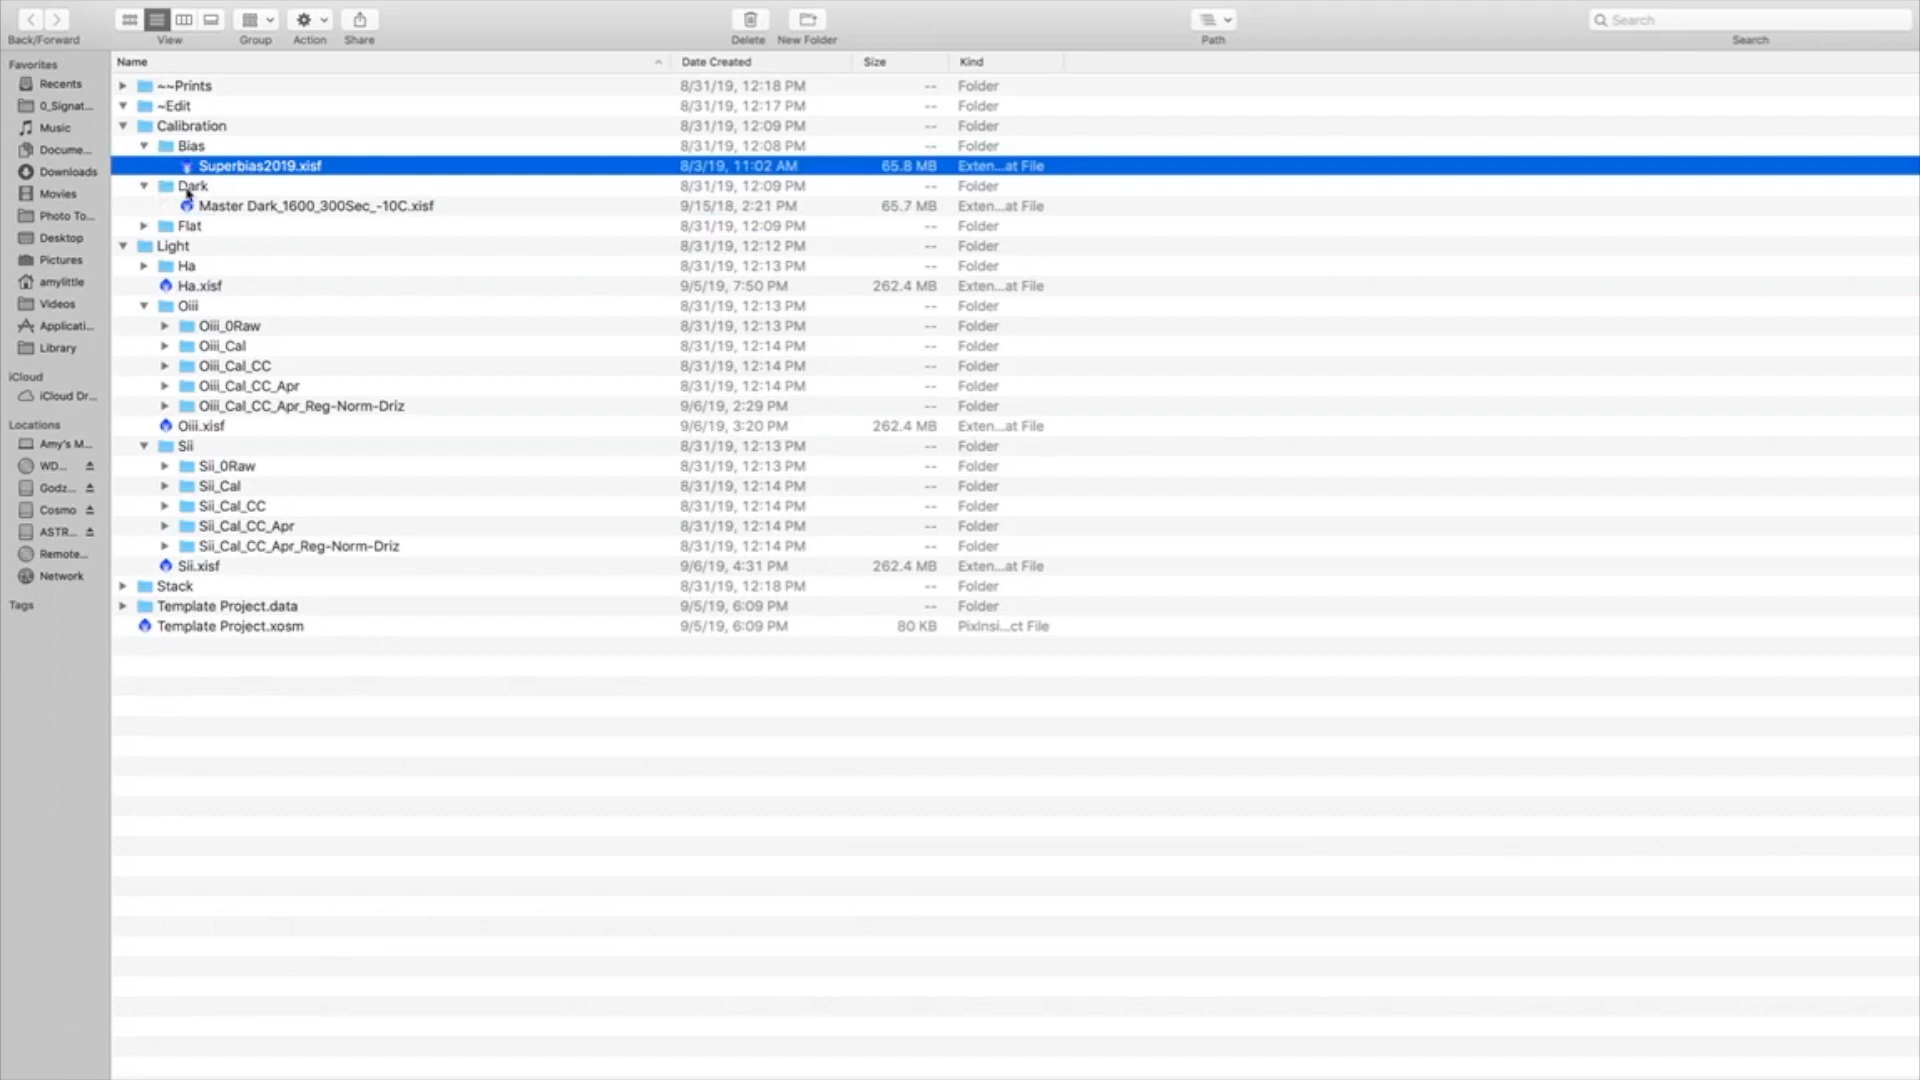 Back/Forward
View
Group
Action
Share
Delete
New Folder
Path
Search
Search
Favorites
Recents
0_Signat...
Music
Docume...
Downloads
Movies
Photo To...
Desktop
Pictures
amylittle
Videos
Applicati...
Library
iCloud
iCloud Dr...
Locations
Amy's M...
WD...
Godz...
Cosmo
ASTR...
Remote...
Network
Tags
Name Date Created Size Kind
~~Prints 8/31/19, 12:18 PM -- Folder
~Edit 8/31/19, 12:17 PM -- Folder
Calibration 8/31/19, 12:09 PM -- Folder
Bias 8/31/19, 12:08 PM -- Folder
Superbias2019.xisf 8/3/19, 11:02 AM 65.8 MB Exten...at File
Dark 8/31/19, 12:09 PM -- Folder
Master Dark_1600_300Sec_-10C.xisf 9/15/18, 2:21 PM 65.7 MB Exten...at File
Flat 8/31/19, 12:09 PM -- Folder
Light 8/31/19, 12:12 PM -- Folder
Ha 8/31/19, 12:13 PM -- Folder
Ha.xisf 9/5/19, 7:50 PM 262.4 MB Exten...at File
Oiii 8/31/19, 12:13 PM -- Folder
Oiii_0Raw 8/31/19, 12:13 PM -- Folder
Oiii_Cal 8/31/19, 12:14 PM -- Folder
Oiii_Cal_CC 8/31/19, 12:14 PM -- Folder
Oiii_Cal_CC_Apr 8/31/19, 12:14 PM -- Folder
Oiii_Cal_CC_Apr_Reg-Norm-Driz 9/6/19, 2:29 PM -- Folder
Oiii.xisf 9/6/19, 3:20 PM 262.4 MB Exten...at File
Sii 8/31/19, 12:13 PM -- Folder
Sii_0Raw 8/31/19, 12:13 PM -- Folder
Sii_Cal 8/31/19, 12:14 PM -- Folder
Sii_Cal_CC 8/31/19, 12:14 PM -- Folder
Sii_Cal_CC_Apr 8/31/19, 12:14 PM -- Folder
Sii_Cal_CC_Apr_Reg-Norm-Driz 8/31/19, 12:14 PM -- Folder
Sii.xisf 9/6/19, 4:31 PM 262.4 MB Exten...at File
Stack 8/31/19, 12:18 PM -- Folder
Template Project.data 9/5/19, 6:09 PM -- Folder
Template Project.xosm 9/5/19, 6:09 PM 80 KB PixInsi...ct File